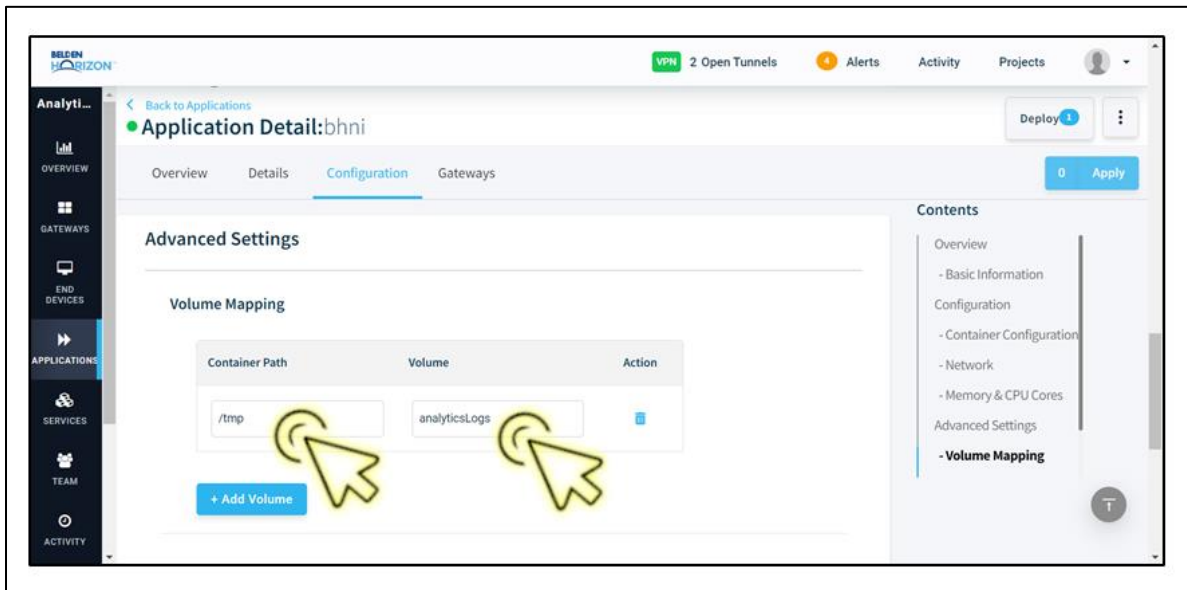 BELDEN
HORIZON
VPN 2 Open Tunnels 4 Alerts Activity Projects
Analyti...
Back to Applications
Application Detail:bhni
Deploy 1
OVERVIEW
Overview Details Configuration Gateways
0 Apply
GATEWAYS
END
DEVICES
APPLICATIONS
SERVICES
TEAM
ACTIVITY
Advanced Settings
Volume Mapping
Container Path Volume Action
/tmp analyticsLogs
+ Add Volume
Contents
Overview
- Basic Information
Configuration
- Container Configuration
- Network
- Memory & CPU Cores
Advanced Settings
- Volume Mapping